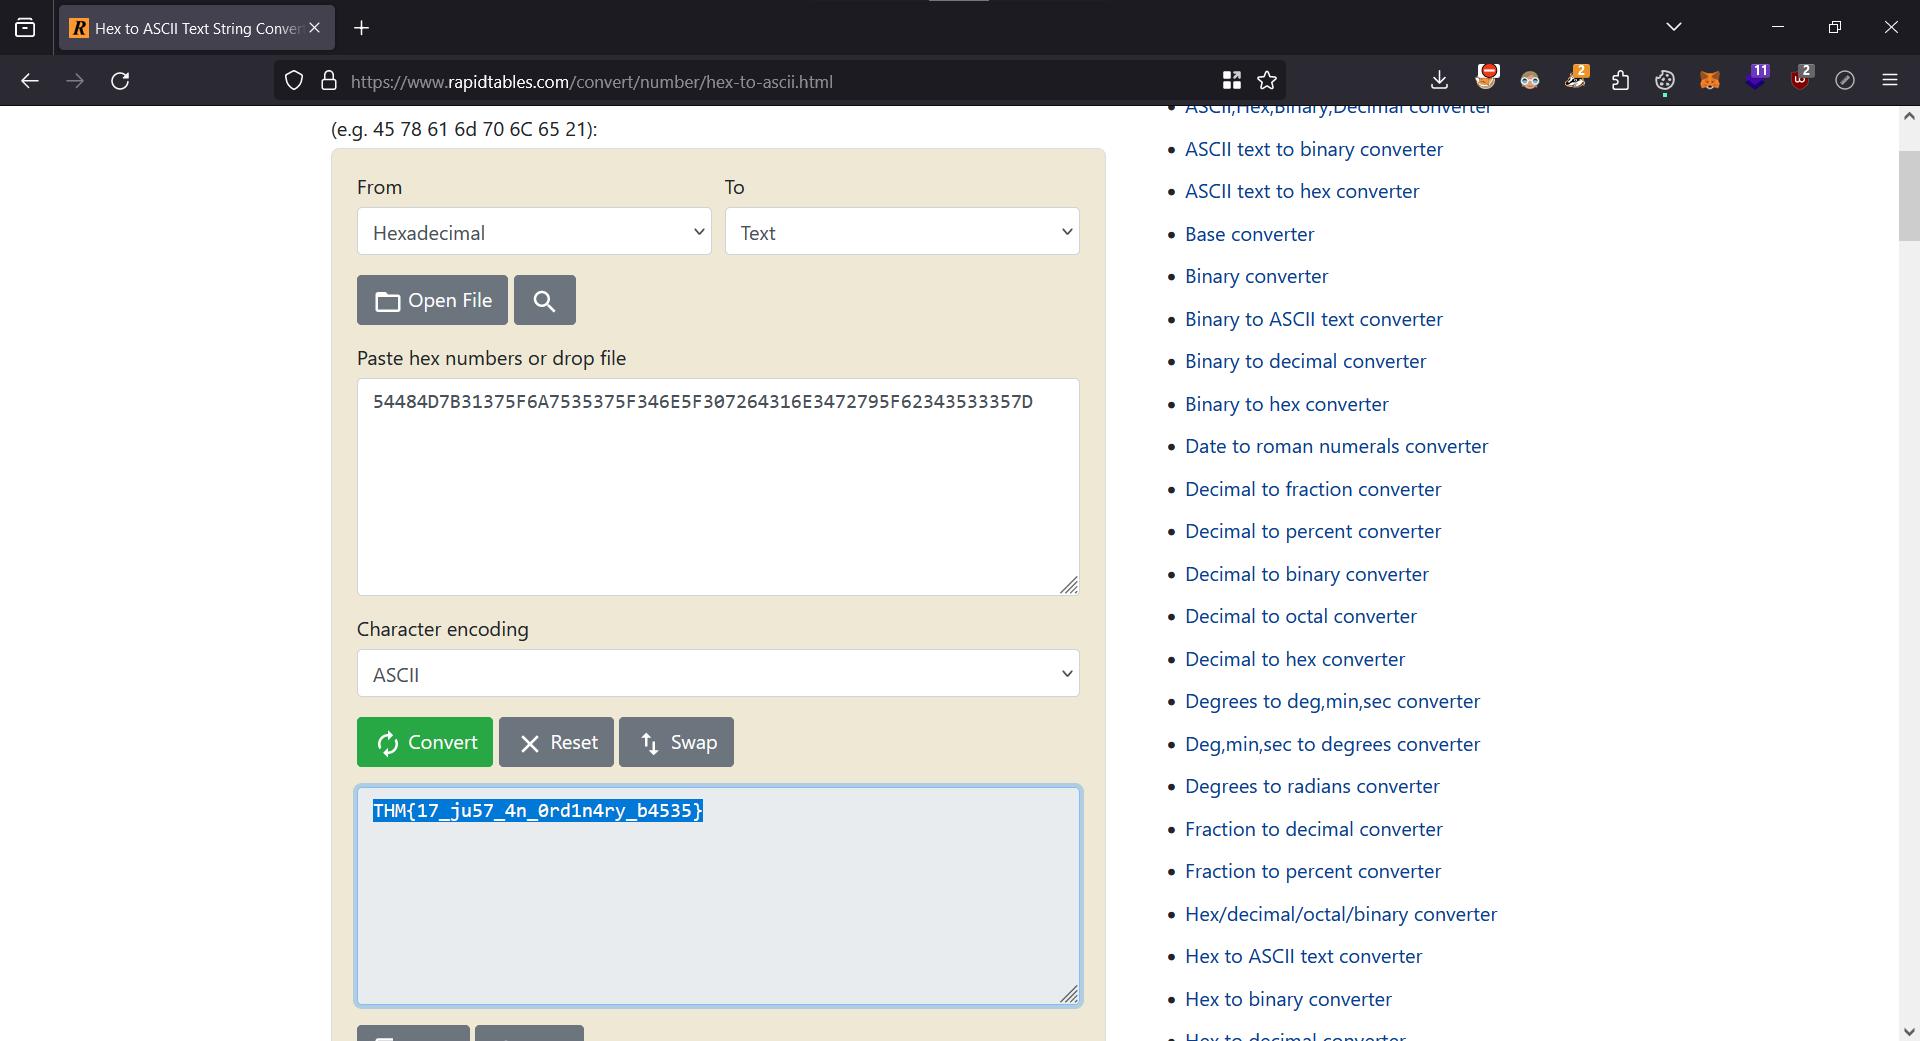 Hex to ASCII Text String Conver
https://www.rapidtables.com/convert/number/hex-to-ascii.html
2
11
2
(e.g. 45 78 61 6d 70 6C 65 21):
From
To
Hexadecimal
Text
Open File
Paste hex numbers or drop file
54484D7B31375F6A7535375F346E5F307264316E3472795F62343533357D
Character encoding
ASCII
Convert
Reset
Swap
THM{17_ju57_4n_0rd1n4ry_b4535}
ASCII,Hex,Binary,Decimal converter
ASCII text to binary converter
ASCII text to hex converter
Base converter
Binary converter
Binary to ASCII text converter
Binary to decimal converter
Binary to hex converter
Date to roman numerals converter
Decimal to fraction converter
Decimal to percent converter
Decimal to binary converter
Decimal to octal converter
Decimal to hex converter
Degrees to deg,min,sec converter
Deg,min,sec to degrees converter
Degrees to radians converter
Fraction to decimal converter
Fraction to percent converter
Hex/decimal/octal/binary converter
Hex to ASCII text converter
Hex to binary converter
Hex to decimal converter